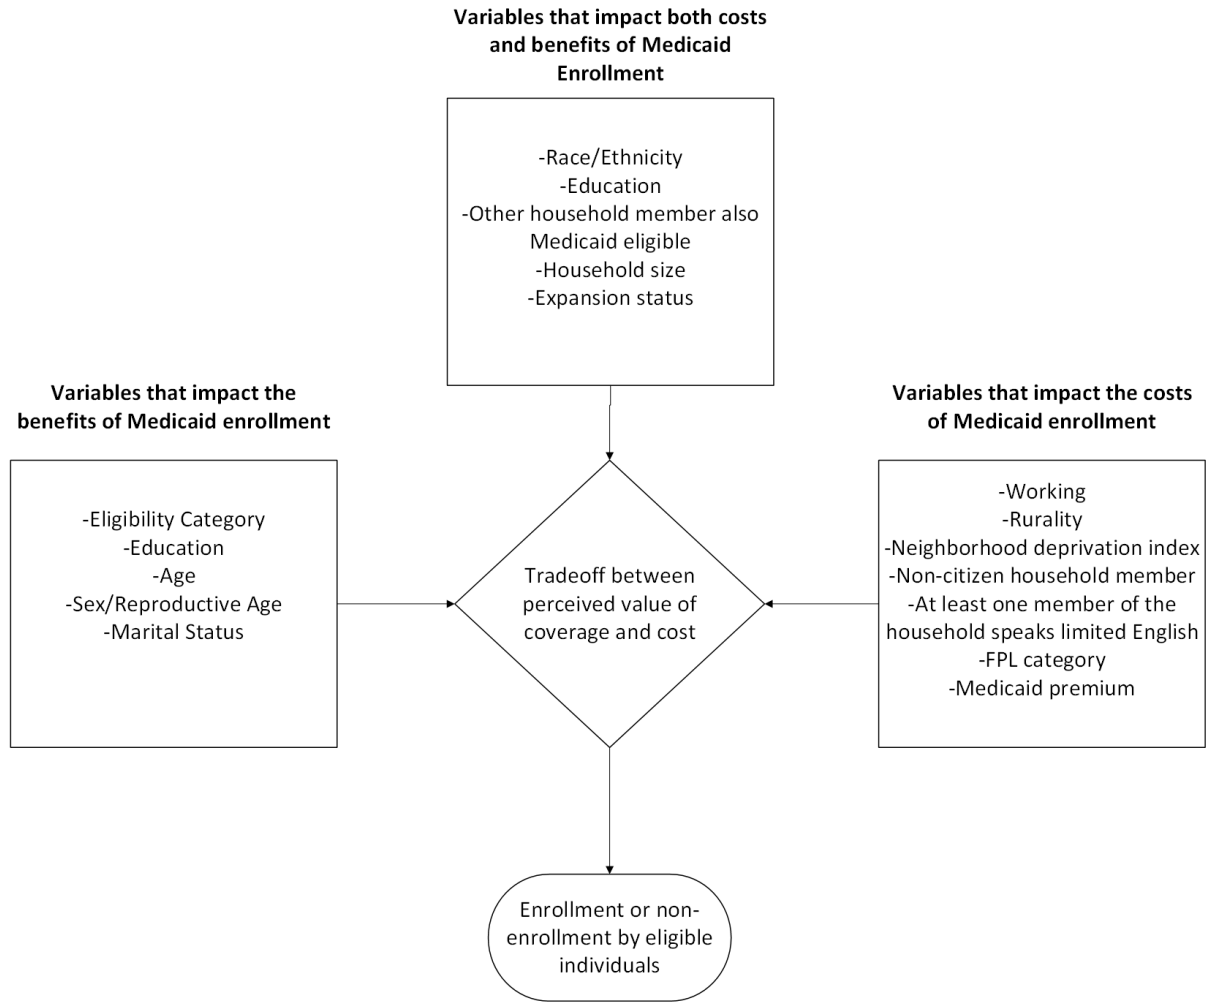 Variables that impact both costs
and benefits of Medicaid
Enrollment
-Race/Ethnicity
-Education
-Other household member also
Medicaid eligible
-Household size
-Expansion status
Variables that impact the
benefits of Medicaid enrollment
-Eligibility Category
-Education
-Age
-Sex/Reproductive Age
-Marital Status
Tradeoff between
perceived value of
coverage and cost
Variables that impact the costs
of Medicaid enrollment
-Working
-Rurality
-Neighborhood deprivation index
-Non-citizen household member
-At least one member of the
household speaks limited English
-FPL category
-Medicaid premium
Enrollment or non-
enrollment by eligible
individuals